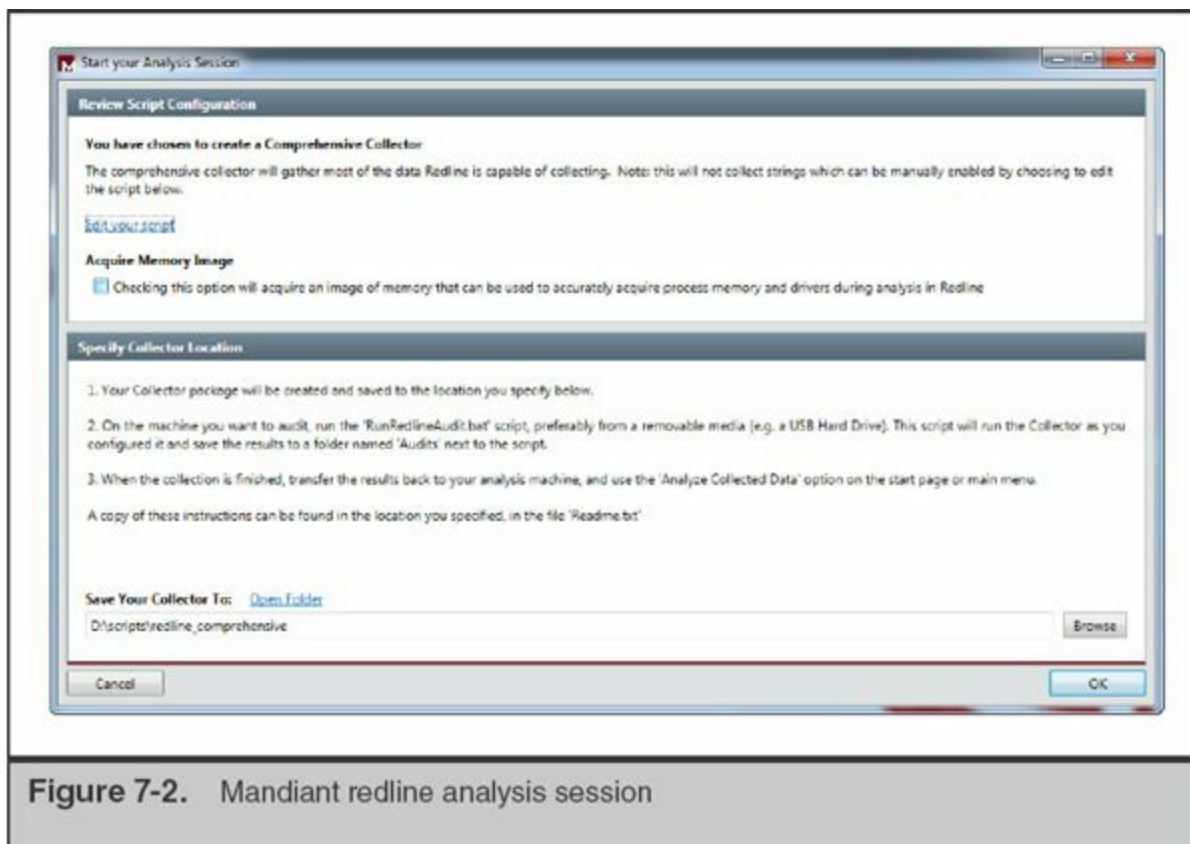 Start your Analysis Session
Review Script Configuration
You have chosen to create a Comprehensive Collector
The comprehensive collector will gather most of the data Redline is capable of collecting. Note: this will not collect strings which can be manually enabled by choosing to edit
the script below.
Edit your script
Acquire Memory Image
Checking this option will acquire an image of memory that can be used to accurately acquire process memory and drivers during analysis in Redline
Specify Collector Location
1. Your Collector package will be created and saved to the location you specify below.
2. On the machine you want to audit, run the 'RunRedlineAudit.bat' script, preferably from a removable media (e.g. a USB Hard Drive). This script will run the Collector as you
configured it and save the results to a folder named 'Audits' next to the script.
3. When the collection is finished, transfer the results back to your analysis machine, and use the 'Analyze Collected Data' option on the start page or main menu.
A copy of these instructions can be found in the location you specified, in the file 'Readme.txt'
Save Your Collector To: Open Folder
D:\scripts\redline_comprehensive
Browse
Cancel
OK
Figure 7-2. Mandiant redline analysis session